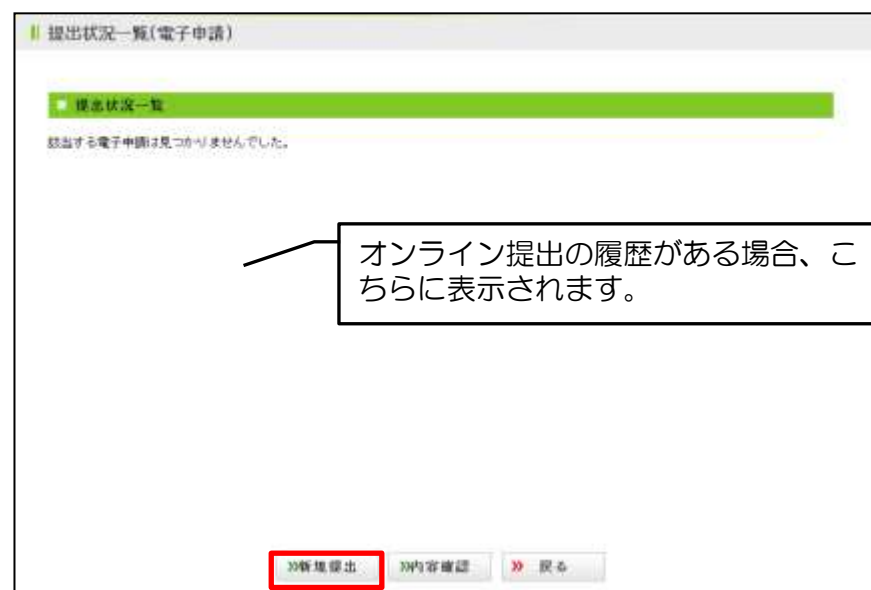 提出状況一覧(電子申請)
提出状況一覧
該当する電子申請は見つかりませんでした。
オンライン提出の履歴がある場合、こ
ちらに表示されます。
»新規提出 »内容確認 » 戻る